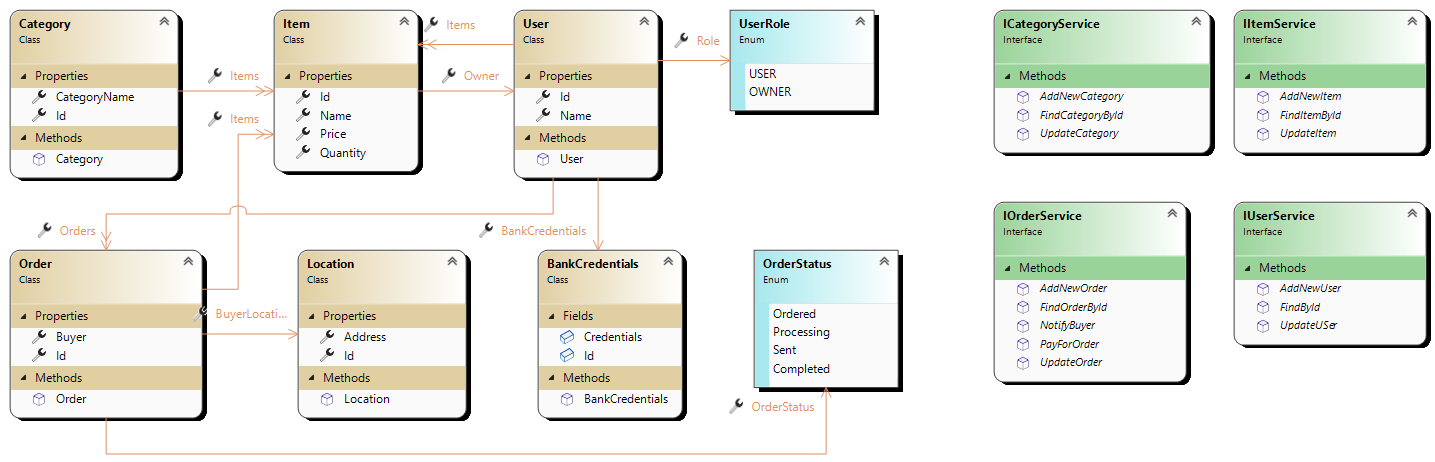 Category
Class
Properties
CategoryName
Id
Methods
Category
Items
Items
Item
Class
Properties
Id
Name
Price
Quantity
Items
Owner
User
Class
Properties
Id
Name
Methods
User
Role
UserRole
Enum
USER
OWNER
ICategoryService
Interface
Methods
AddNewCategory
FindCategoryById
UpdateCategory
IItemService
Interface
Methods
AddNewItem
FindItemById
UpdateItem
Orders
BankCredentials
Order
Class
Properties
Buyer
Id
Methods
Order
BuyerLocati...
Location
Class
Properties
Address
Id
Methods
Location
BankCredentials
Class
Fields
Credentials
Id
Methods
BankCredentials
OrderStatus
Enum
Ordered
Processing
Sent
Completed
OrderStatus
IOrderService
Interface
Methods
AddNewOrder
FindOrderById
NotifyBuyer
PayForOrder
UpdateOrder
IUserService
Interface
Methods
AddNewUser
FindById
UpdateUSer